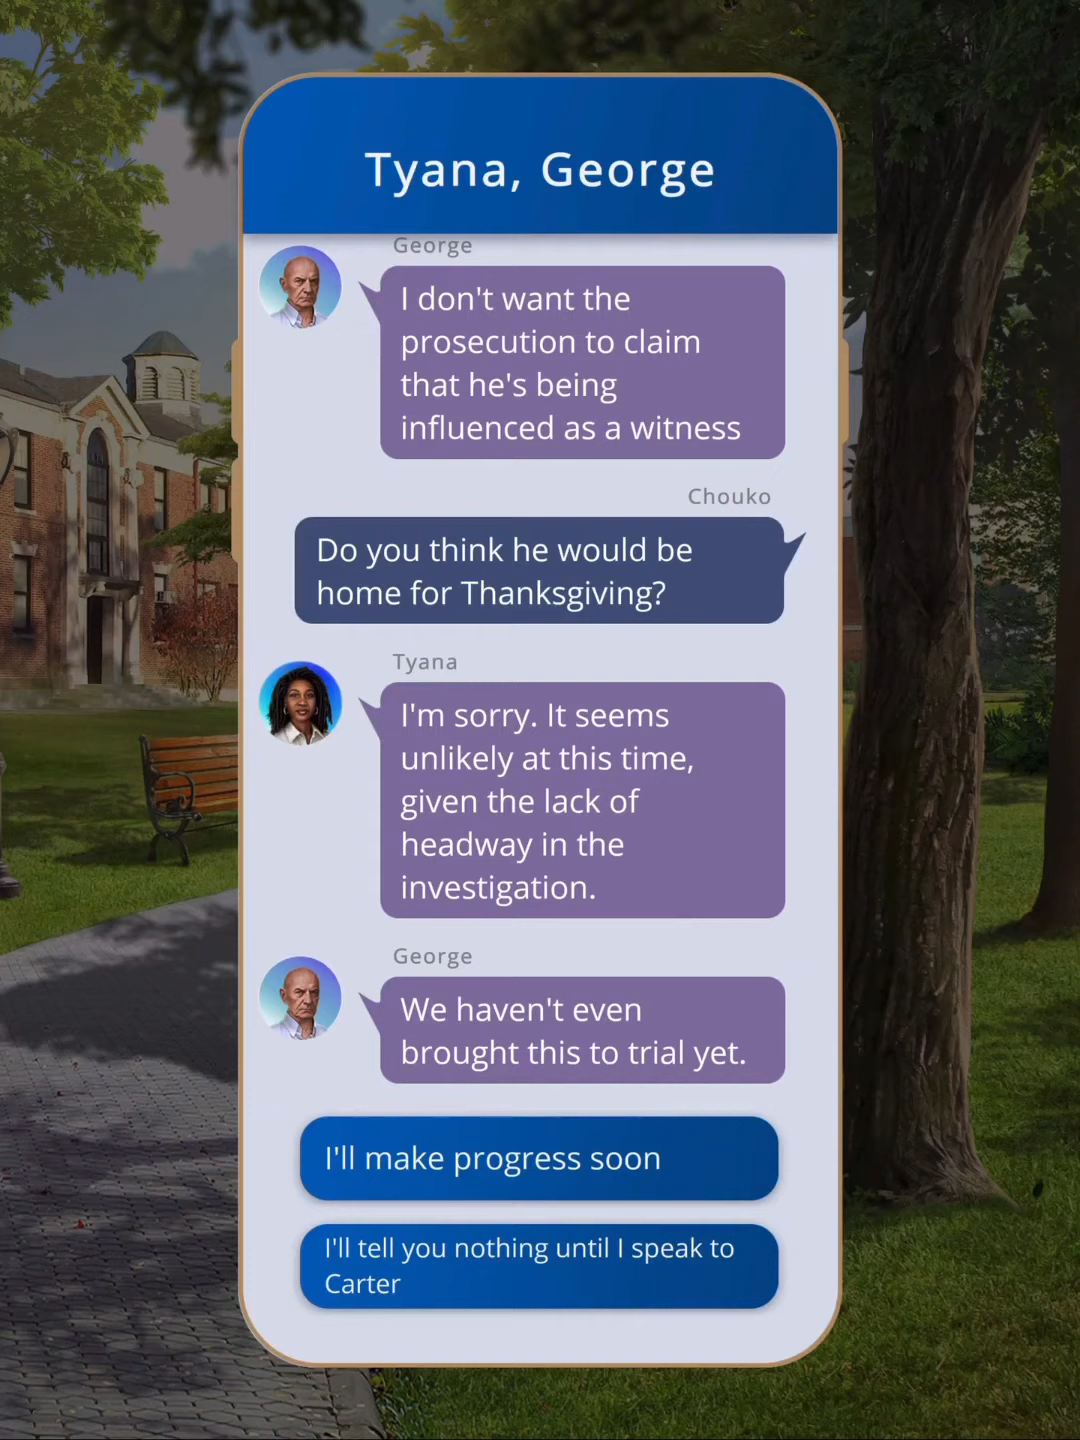 Tyana, George
George
I don't want the
prosecution to claim
that he's being
influenced as a witness
Chouko
Do you think he would be
home for Thanksgiving?
Tyana
I'm sorry. It seems
unlikely at this time,
given the lack of
headway in the
investigation.
George
We haven't even
brought this to trial yet.
I'll make progress soon
I'll tell you nothing until I speak to
Carter